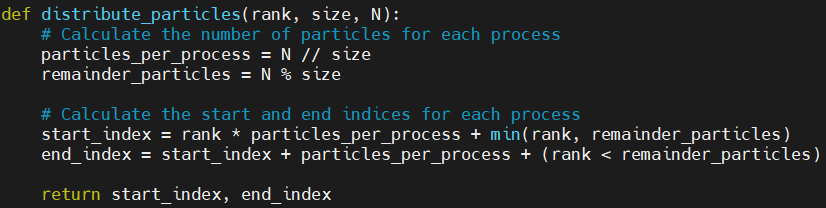 def distribute_particles(rank, size, N):
    # Calculate the number of particles for each process
    particles_per_process = N // size
    remainder_particles = N % size

    # Calculate the start and end indices for each process
    start_index = rank * particles_per_process + min(rank, remainder_particles)
    end_index = start_index + particles_per_process + (rank < remainder_particles)

    return start_index, end_index